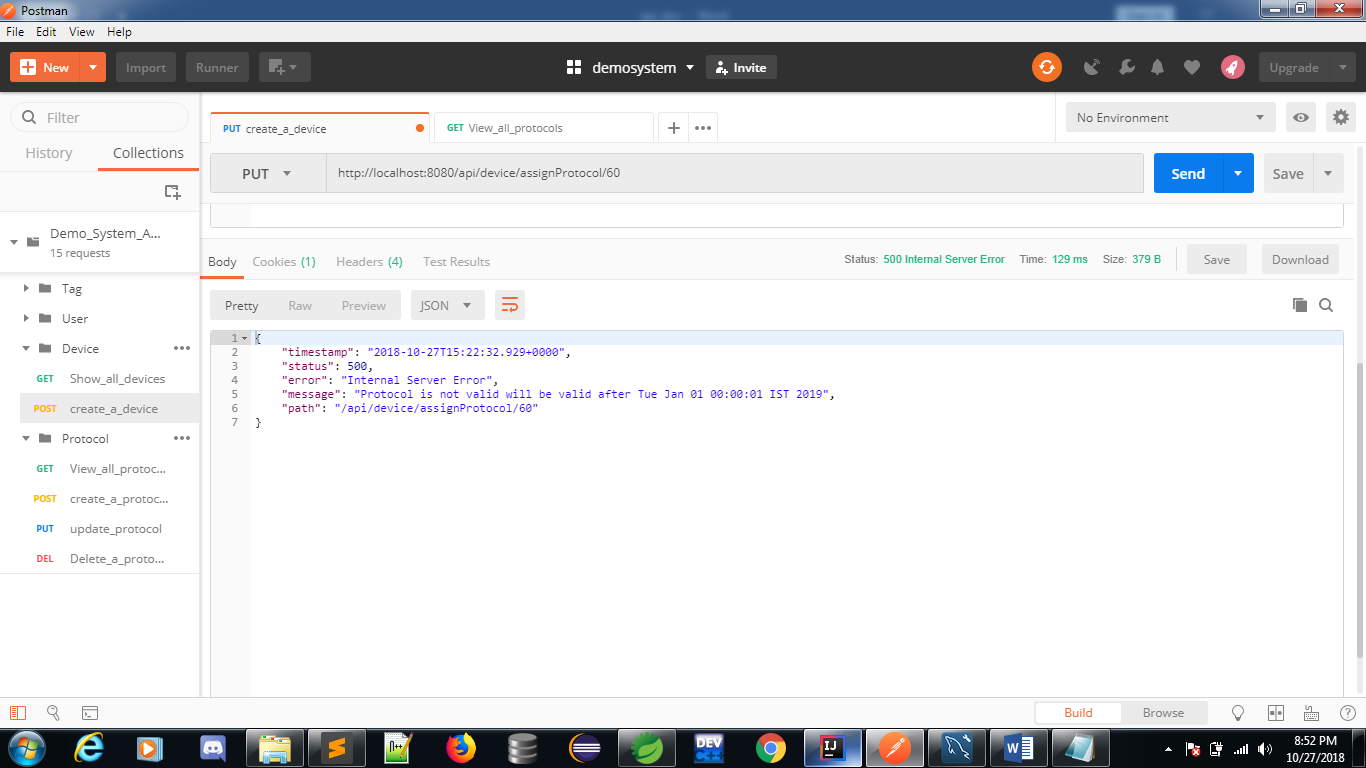 Postman
File Edit View Help
New Import Runner demosystem Invite Upgrade
Filter
History Collections
Demo_System_A...
15 requests
Tag
User
Device
GET Show_all_devices
POST create_a_device
Protocol
GET View_all_protoc...
POST create_a_protoc...
PUT update_protocol
DEL Delete_a_proto...
PUT create_a_device GET View_all_protocols No Environment
PUT http://localhost:8080/api/device/assignProtocol/60 Send Save
Body Cookies (1) Headers (4) Test Results Status: 500 Internal Server Error Time: 129 ms Size: 379 B Save Download
Pretty Raw Preview JSON
1 {
2 "timestamp": "2018-10-27T15:22:32.929+0000",
3 "status": 500,
4 "error": "Internal Server Error",
5 "message": "Protocol is not valid will be valid after Tue Jan 01 00:00:01 IST 2019",
6 "path": "/api/device/assignProtocol/60"
7 }
Build Browse
8:52 PM
10/27/2018
DEV
C++
IJ
W